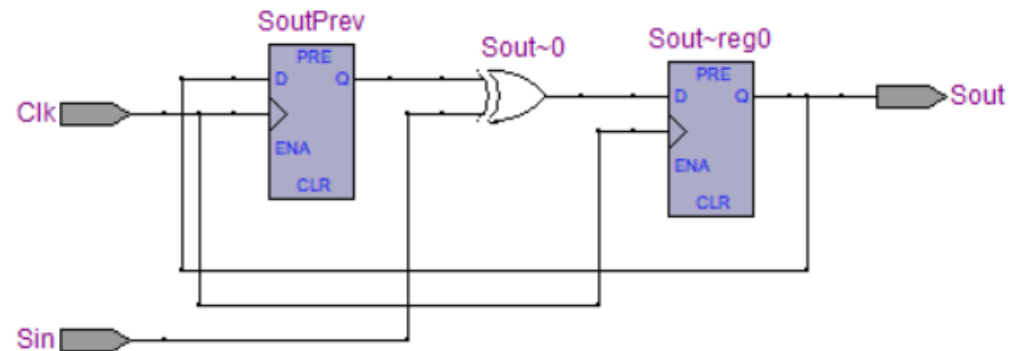 SoutPrev
Sout~0
Sout~reg0
PRE
D
Q
ENA
CLR
PRE
D
Q
ENA
CLR
Clk
Sout
Sin